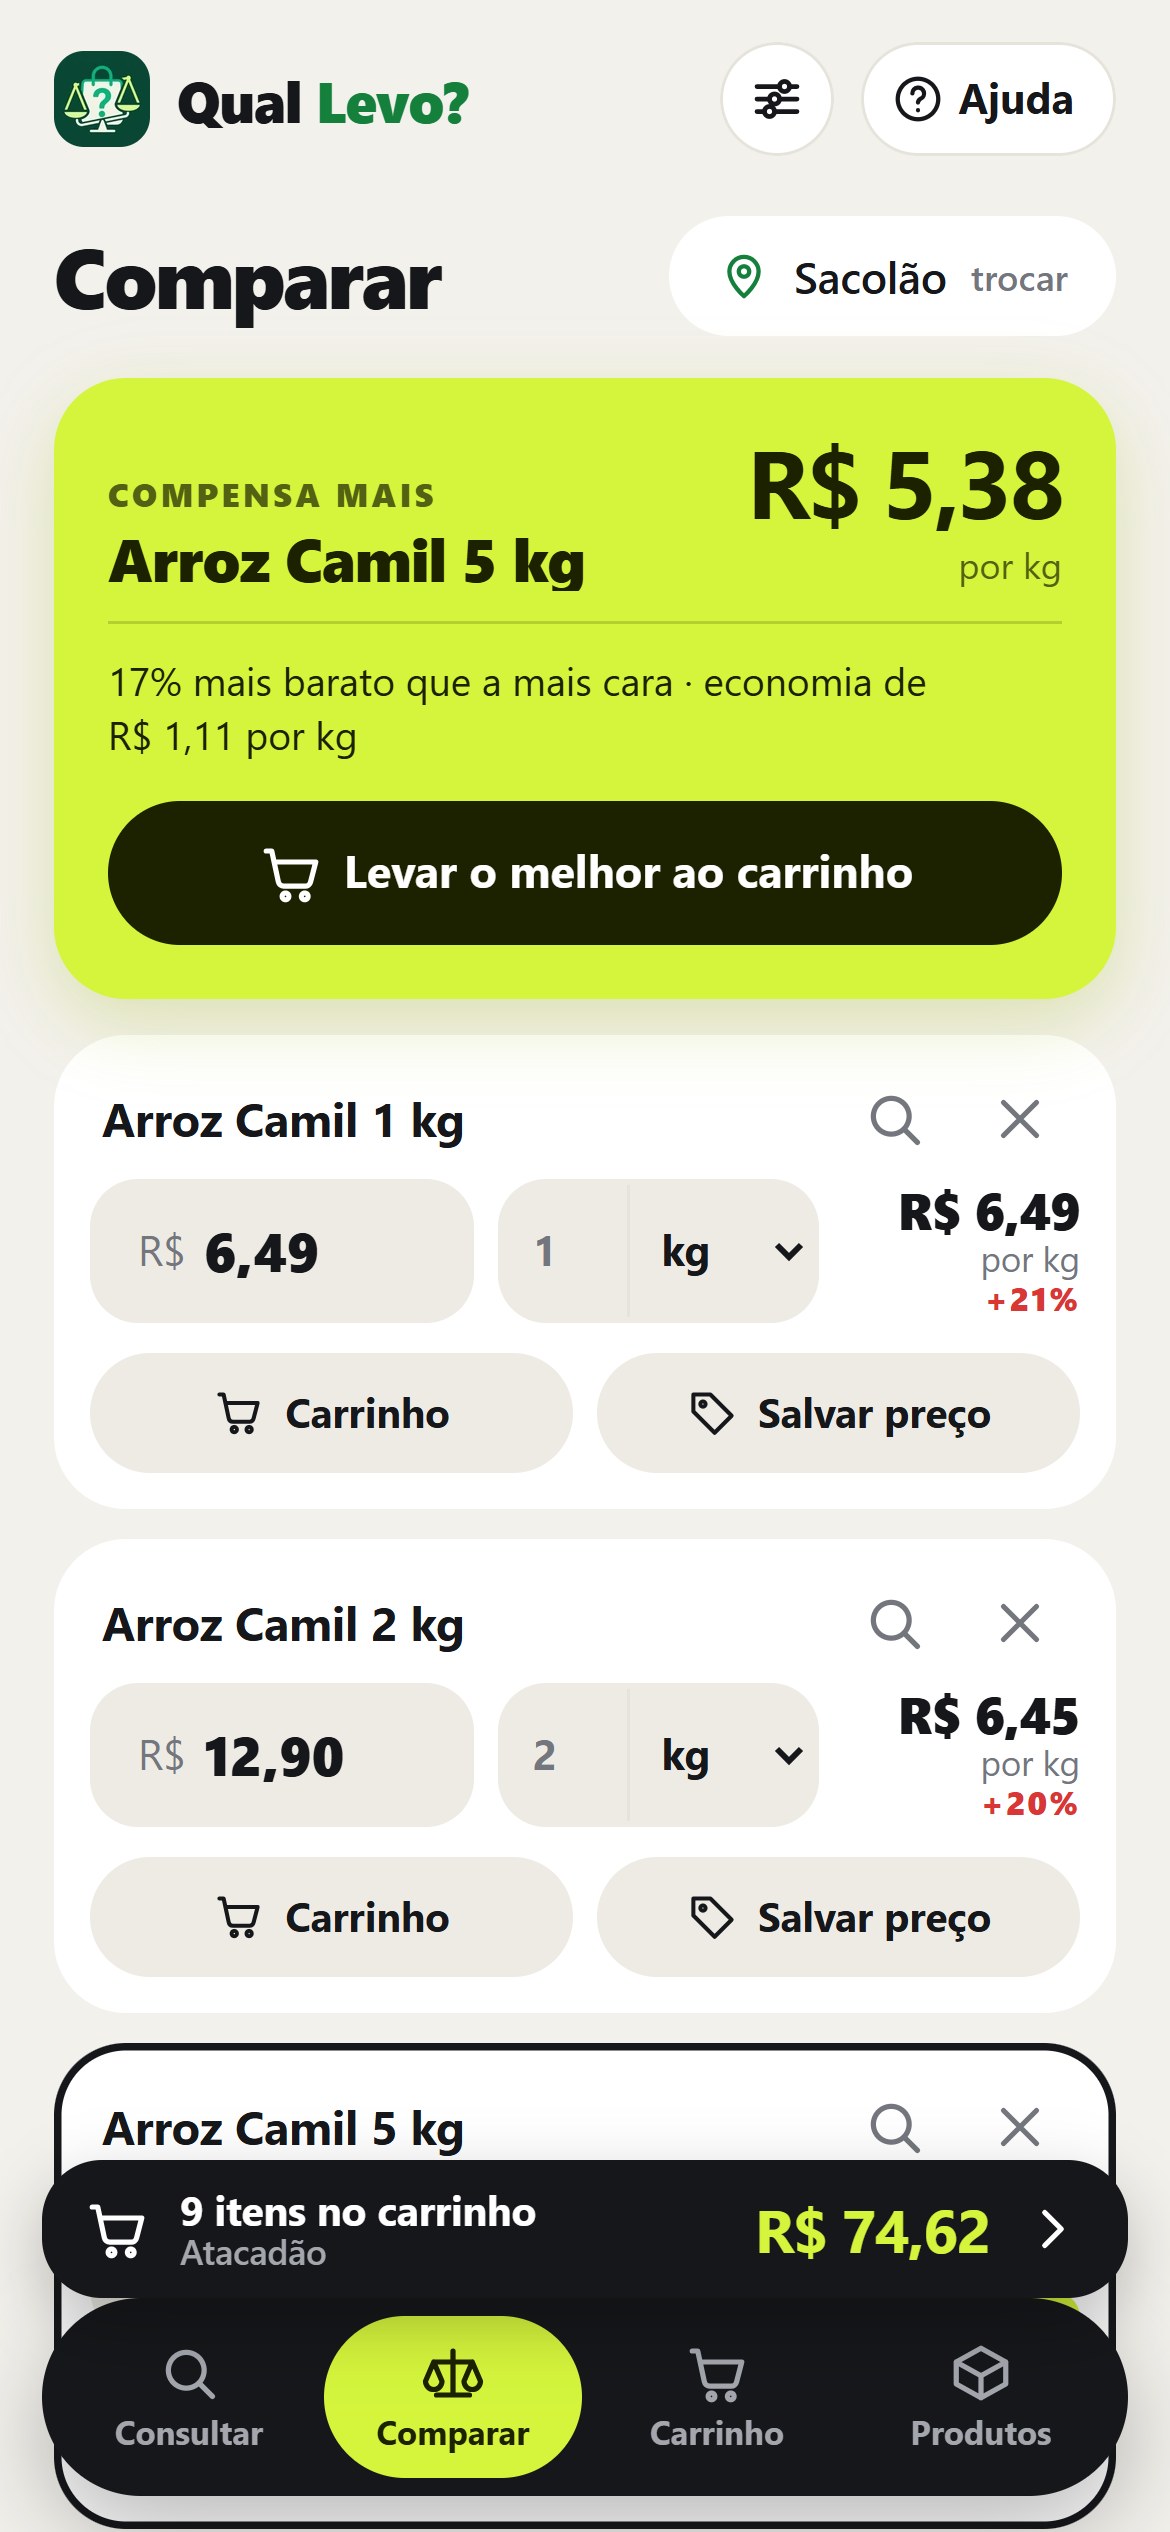 Qual Levo?
Ajuda
Comparar
Sacolão trocar
COMPENSA MAIS
Arroz Camil 5 kg
R$ 5,38
por kg
17% mais barato que a mais cara · economia de
R$ 1,11 por kg
Levar o melhor ao carrinho
Arroz Camil 1 kg
R$ 6,49
1 kg
R$ 6,49
por kg
+21%
Carrinho
Salvar preço
Arroz Camil 2 kg
R$ 12,90
2 kg
R$ 6,45
por kg
+20%
Carrinho
Salvar preço
Arroz Camil 5 kg
9 itens no carrinho
Atacadão
R$ 74,62
Consultar
Comparar
Carrinho
Produtos